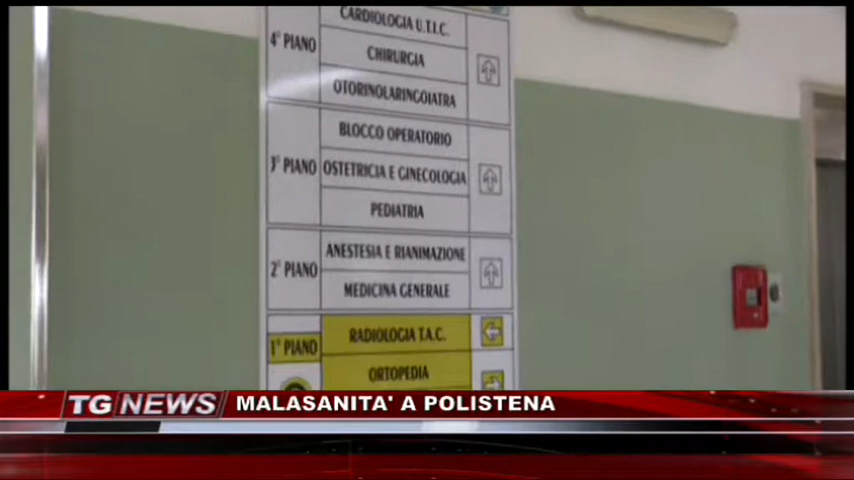 4° PIANO
CARDIOLOGIA U.T.I.C.
CHIRURGIA
OTORINOLARINGOIATRA
3° PIANO
BLOCCO OPERATORIO
OSTETRICIA E GINECOLOGIA
PEDIATRIA
2° PIANO
ANESTESIA E RIANIMAZIONE
MEDICINA GENERALE
1° PIANO
RADIOLOGIA T.A.C.
ORTOPEDIA
TG NEWS MALASANITA' A POLISTENA